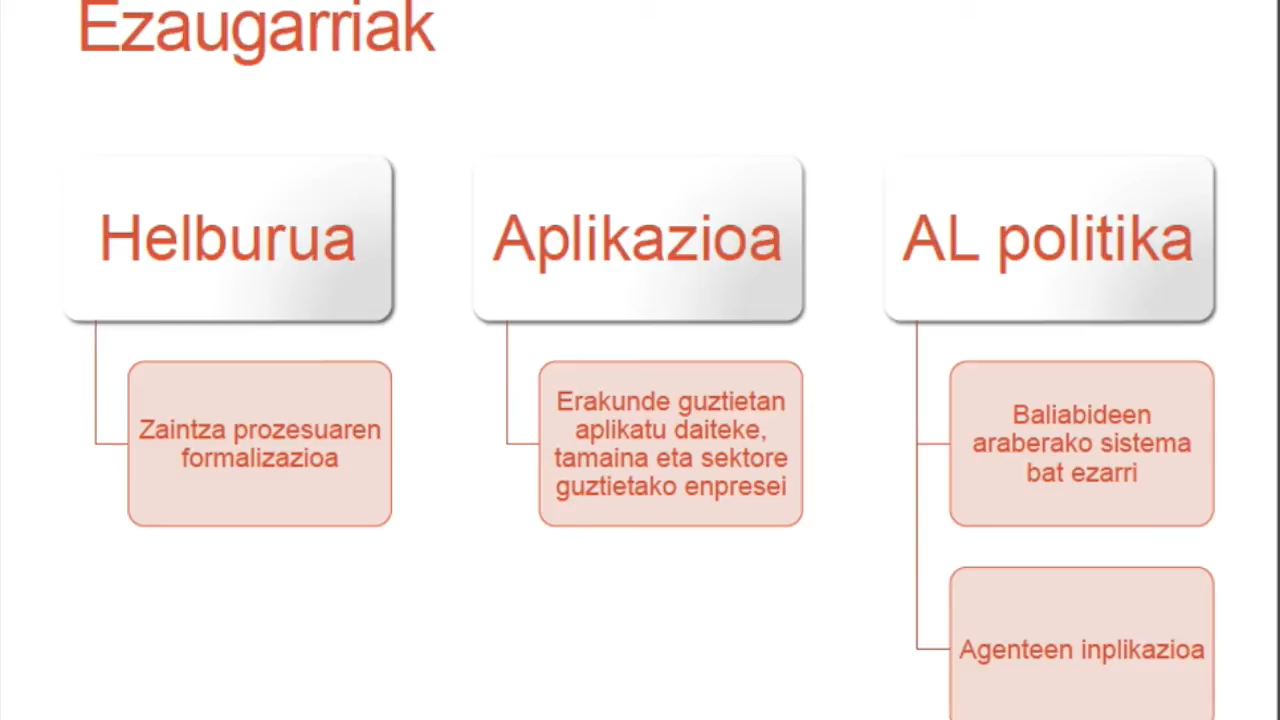 Ezaugarriak
Helburua
Zaintza prozesuaren
formalizazioa
Aplikazioa
Erakunde guztietan
aplikatu daiteke,
tamaina eta sektore
guztietako enpresei
AL politika
Baliabideen
araberako sistema
bat ezarri
Agenteen inplikazioa